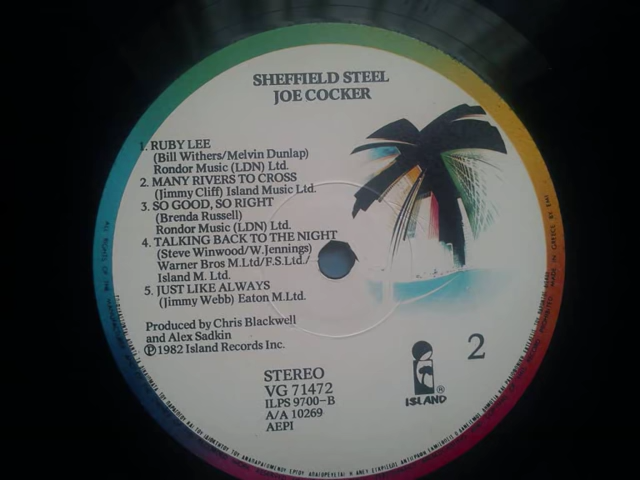 SHEFFIELD STEEL
JOE COCKER
1. RUBY LEE
(Bill Withers/Melvin Dunlap)
Rondor Music (LDN) Ltd.
2. MANY RIVERS TO CROSS
(Jimmy Cliff) Island Music Ltd.
3. SO GOOD, SO RIGHT
(Brenda Russell)
Rondor Music (LDN) Ltd.
4. TALKING BACK TO THE NIGHT
(Steve Winwood/W.Jennings)
Warner Bros M.Ltd/F.S.Ltd./
Island M. Ltd.
5. JUST LIKE ALWAYS
(Jimmy Webb) Eaton M.Ltd.
Produced by Chris Blackwell
and Alex Sadkin
℗1982 Island Records Inc.
STEREO
VG 71472
ILPS 9700-B
A/A 10269
AEPI
ISLAND®
2
MADE IN GREECE BY EMI